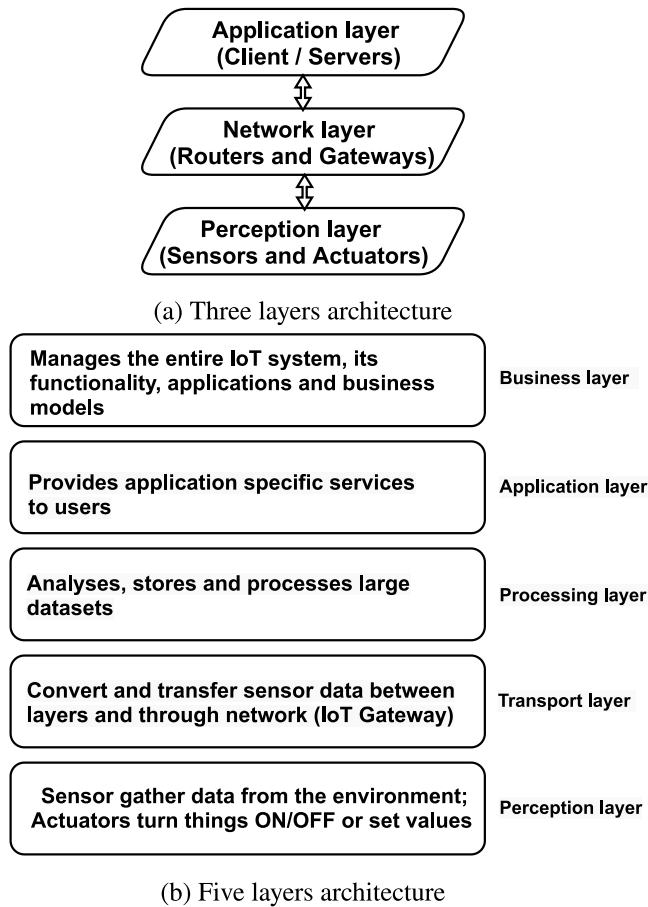 Application layer
(Client / Servers)
Network layer
(Routers and Gateways)
Perception layer
(Sensors and Actuators)
(a) Three layers architecture
Manages the entire IoT system, its
functionality, applications and business
models
Business layer
Provides application specific services
to users
Application layer
Analyses, stores and processes large
datasets
Processing layer
Convert and transfer sensor data between
layers and through network (IoT Gateway)
Transport layer
Sensor gather data from the environment;
Actuators turn things ON/OFF or set values
Perception layer
(b) Five layers architecture